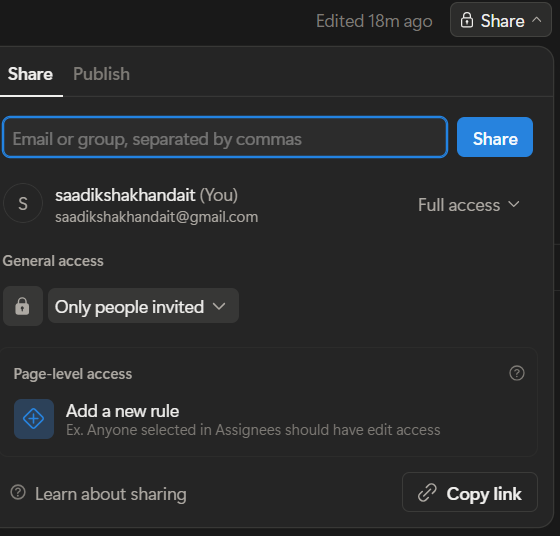 Edited 18m ago Share
Share Publish
Email or group, separated by commas Share
S saadikshakhandait (You) Full access
saadikshakhandait@gmail.com
General access
Only people invited
Page-level access ?
Add a new rule
Ex. Anyone selected in Assignees should have edit access
? Learn about sharing Copy link